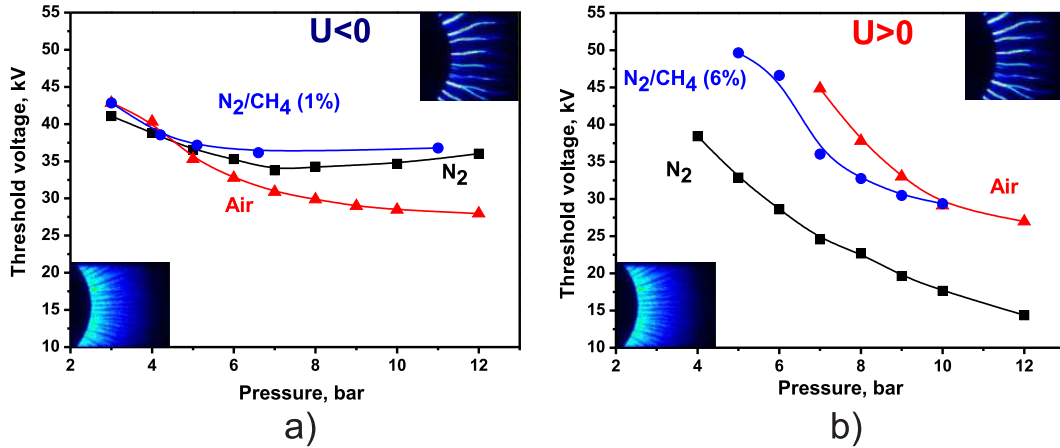 U<0
N2/CH4 (1%)
N2
Air
Threshold voltage, kV
55
50
45
40
35
30
25
20
15
10
2 4 6 8 10 12
Pressure, bar
a)
U>0
N2/CH4 (6%)
N2
Air
Threshold voltage, kV
55
50
45
40
35
30
25
20
15
10
2 4 6 8 10 12
Pressure, bar
b)